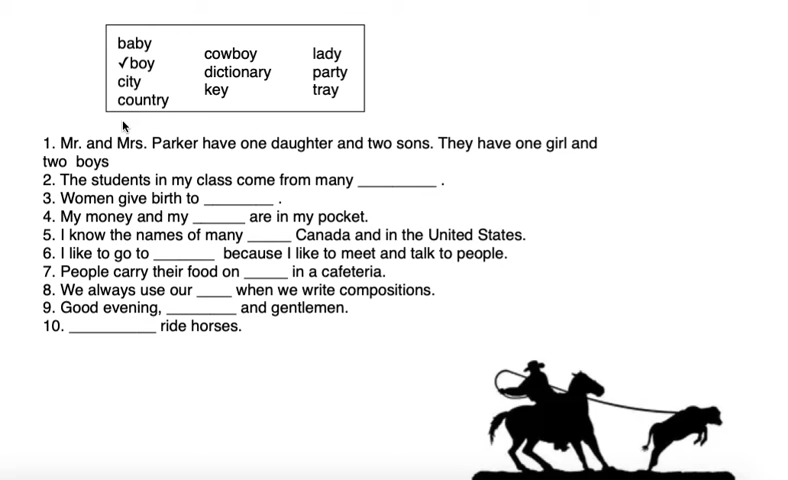 baby
✓boy
city
country
cowboy
dictionary
key
lady
party
tray
1. Mr. and Mrs. Parker have one daughter and two sons. They have one girl and
two boys
2. The students in my class come from many __________ .
3. Women give birth to _________ .
4. My money and my _______ are in my pocket.
5. I know the names of many ______ Canada and in the United States.
6. I like to go to ________ because I like to meet and talk to people.
7. People carry their food on ______ in a cafeteria.
8. We always use our ____ when we write compositions.
9. Good evening, _________ and gentlemen.
10. ___________ ride horses.